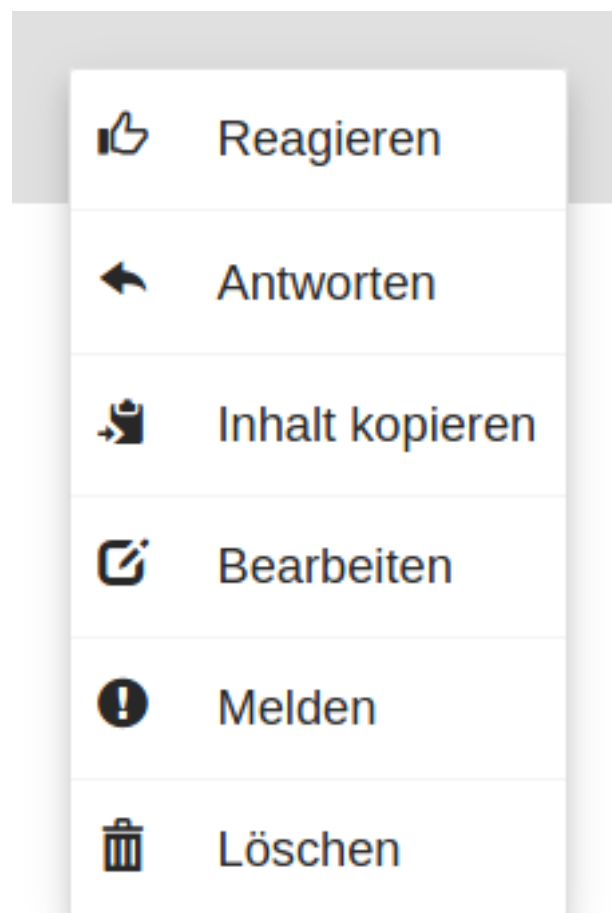 Reagieren
Antworten
Inhalt kopieren
Bearbeiten
Melden
Löschen